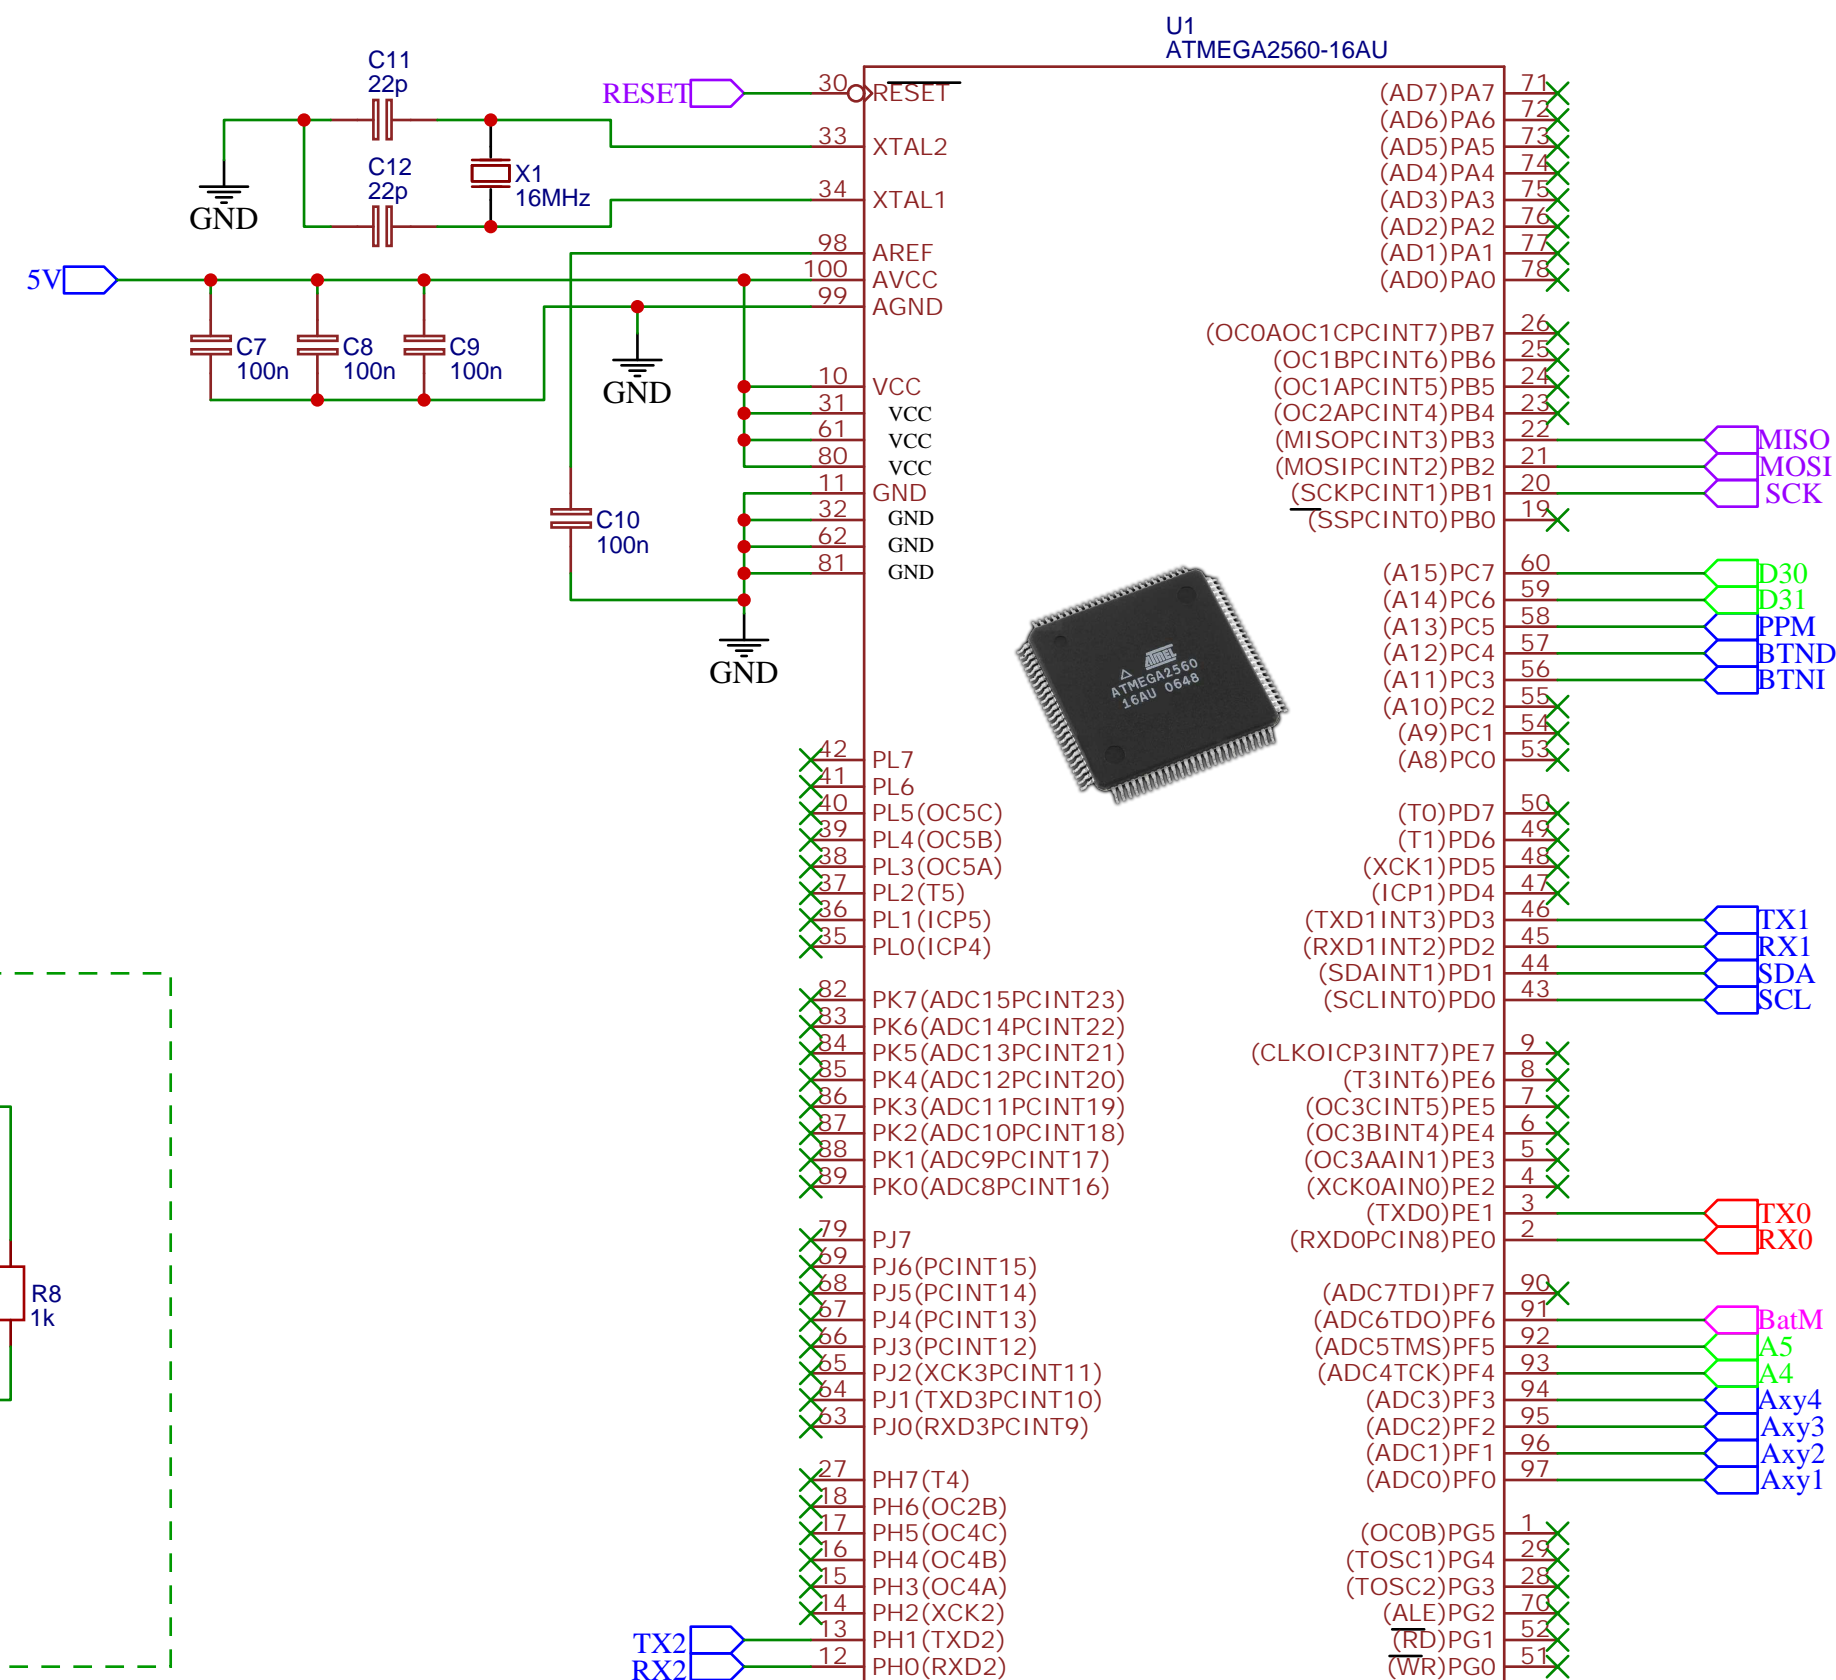 U1
ATMEGA2560-16AU
C11
22p
C12
22p
GND
X1
16MHz
RESET
30 RESET
33 XTAL2
34 XTAL1
98 AREF
100 AVCC
99 AGND
5V
C7
100n
C8
100n
C9
100n
GND
10 VCC
31 VCC
61 VCC
80 VCC
11 GND
32 GND
62 GND
81 GND
C10
100n
GND
42 PL7
41 PL6
40 PL5(OC5C)
39 PL4(OC5B)
38 PL3(OC5A)
37 PL2(T5)
36 PL1(ICP5)
35 PL0(ICP4)
82 PK7(ADC15PCINT23)
83 PK6(ADC14PCINT22)
84 PK5(ADC13PCINT21)
85 PK4(ADC12PCINT20)
86 PK3(ADC11PCINT19)
87 PK2(ADC10PCINT18)
88 PK1(ADC9PCINT17)
89 PK0(ADC8PCINT16)
79 PJ7
69 PJ6(PCINT15)
68 PJ5(PCINT14)
67 PJ4(PCINT13)
66 PJ3(PCINT12)
65 PJ2(XCK3PCINT11)
64 PJ1(TXD3PCINT10)
63 PJ0(RXD3PCINT9)
27 PH7(T4)
18 PH6(OC2B)
17 PH5(OC4C)
16 PH4(OC4B)
15 PH3(OC4A)
14 PH2(XCK2)
TX2 13 PH1(TXD2)
RX2 12 PH0(RXD2)
R8
1k
ATMEL
ATMEGA2560
16AU 0648
(AD7)PA7 71
(AD6)PA6 72
(AD5)PA5 73
(AD4)PA4 74
(AD3)PA3 75
(AD2)PA2 76
(AD1)PA1 77
(AD0)PA0 78
(OC0AOC1CPCINT7)PB7 26
(OC1BPCINT6)PB6 25
(OC1APCINT5)PB5 24
(OC2APCINT4)PB4 23
(MISOPCINT3)PB3 22 MISO
(MOSIPCINT2)PB2 21 MOSI
(SCKPCINT1)PB1 20 SCK
(SSPCINT0)PB0 19
(A15)PC7 60 D30
(A14)PC6 59 D31
(A13)PC5 58 PPM
(A12)PC4 57 BTND
(A11)PC3 56 BTNI
(A10)PC2 55
(A9)PC1 54
(A8)PC0 53
(T0)PD7 50
(T1)PD6 49
(XCK1)PD5 48
(ICP1)PD4 47
(TXD1INT3)PD3 46 TX1
(RXD1INT2)PD2 45 RX1
(SDAINT1)PD1 44 SDA
(SCLINT0)PD0 43 SCL
(CLKOICP3INT7)PE7 9
(T3INT6)PE6 8
(OC3CINT5)PE5 7
(OC3BINT4)PE4 6
(OC3AAIN1)PE3 5
(XCK0AIN0)PE2 4
(TXD0)PE1 3 TX0
(RXD0PCIN8)PE0 2 RX0
(ADC7TDI)PF7 90
(ADC6TDO)PF6 91 BatM
(ADC5TMS)PF5 92 A5
(ADC4TCK)PF4 93 A4
(ADC3)PF3 94 Axy4
(ADC2)PF2 95 Axy3
(ADC1)PF1 96 Axy2
(ADC0)PF0 97 Axy1
(OC0B)PG5 1
(TOSC1)PG4 29
(TOSC2)PG3 28
(ALE)PG2 70
(RD)PG1 52
(WR)PG0 51